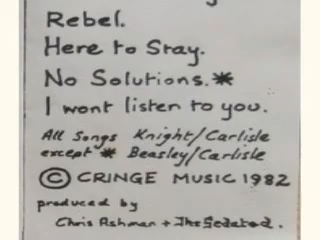 Rebel.
Here to Stay.
No Solutions.*
I wont listen to you.
All Songs Knight/Carlisle
except * Beasley/Carlisle
© CRINGE MUSIC 1982
produced by
Chris Ashman + The Sedated.